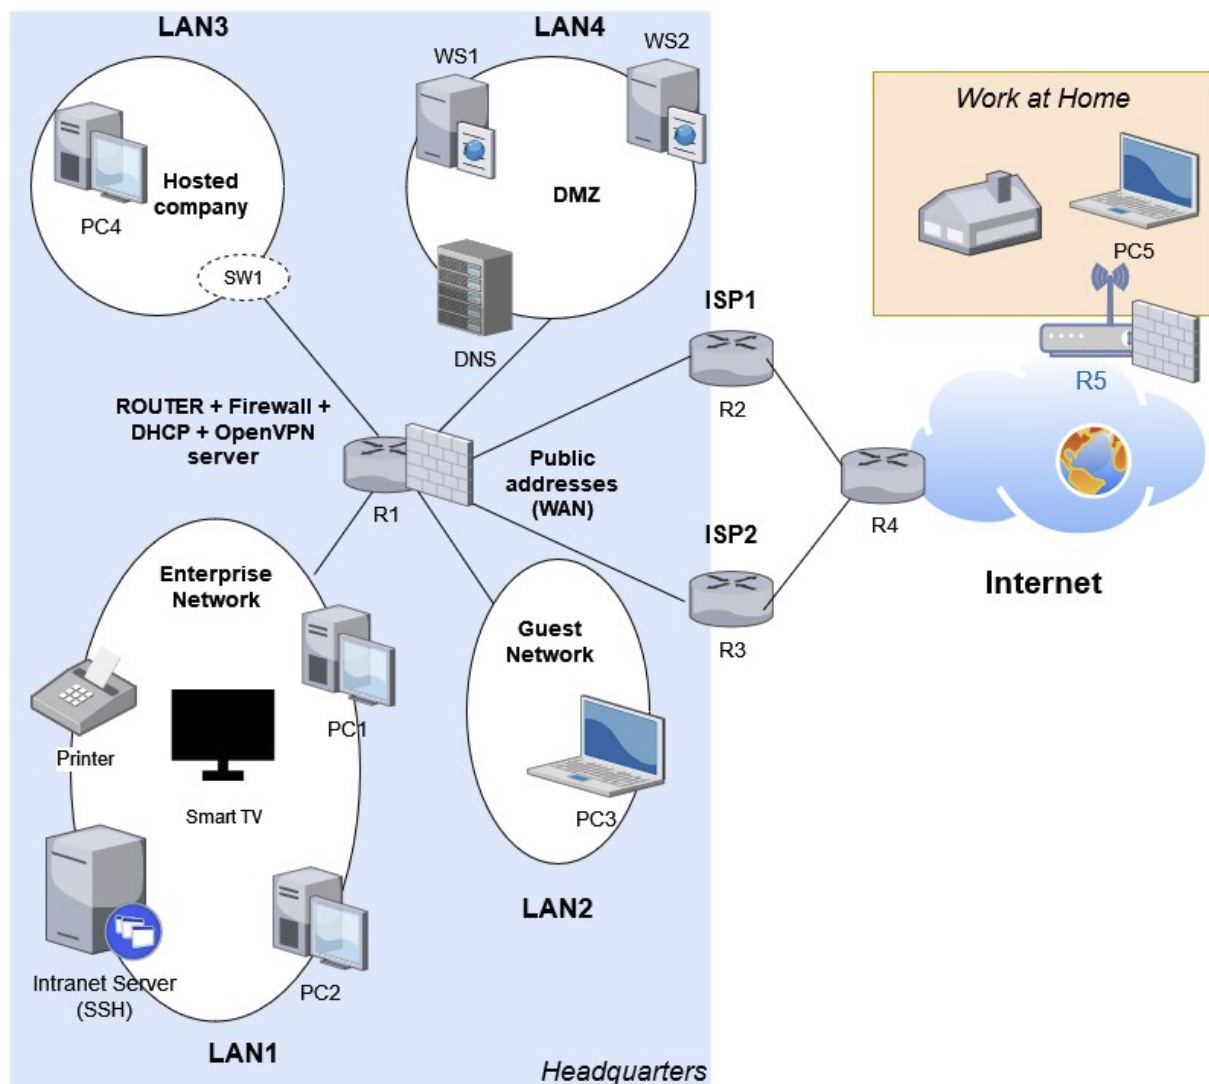 LAN3
PC4
Hosted
company
SW1
LAN4
WS1
WS2
DMZ
DNS
ROUTER + Firewall +
DHCP + OpenVPN
server
R1
Public
addresses
(WAN)
ISP1
R2
ISP2
R3
R4
Work at Home
PC5
R5
Internet
Enterprise
Network
PC1
Printer
Smart TV
Intranet Server
(SSH)
PC2
LAN1
Guest
Network
PC3
LAN2
Headquarters